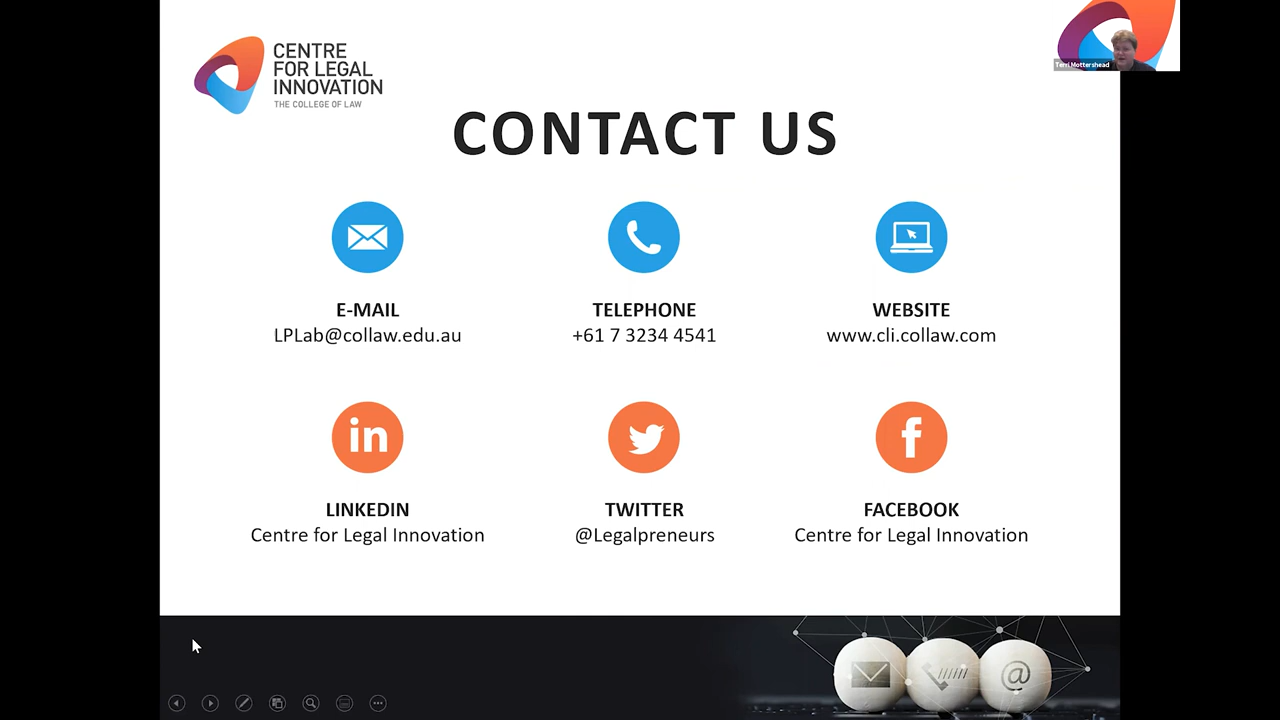 CENTRE
FOR LEGAL
INNOVATION
THE COLLEGE OF LAW
Terri Mottershead
CONTACT US
E-MAIL
LPLab@collaw.edu.au
TELEPHONE
+61 7 3234 4541
WEBSITE
www.cli.collaw.com
in
LINKEDIN
Centre for Legal Innovation
TWITTER
@Legalpreneurs
f
FACEBOOK
Centre for Legal Innovation
@